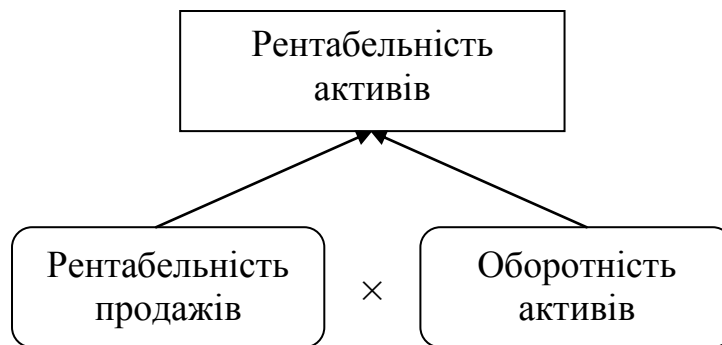 Рентабельність
активів
Рентабельність
продажів
×
Оборотність
активів